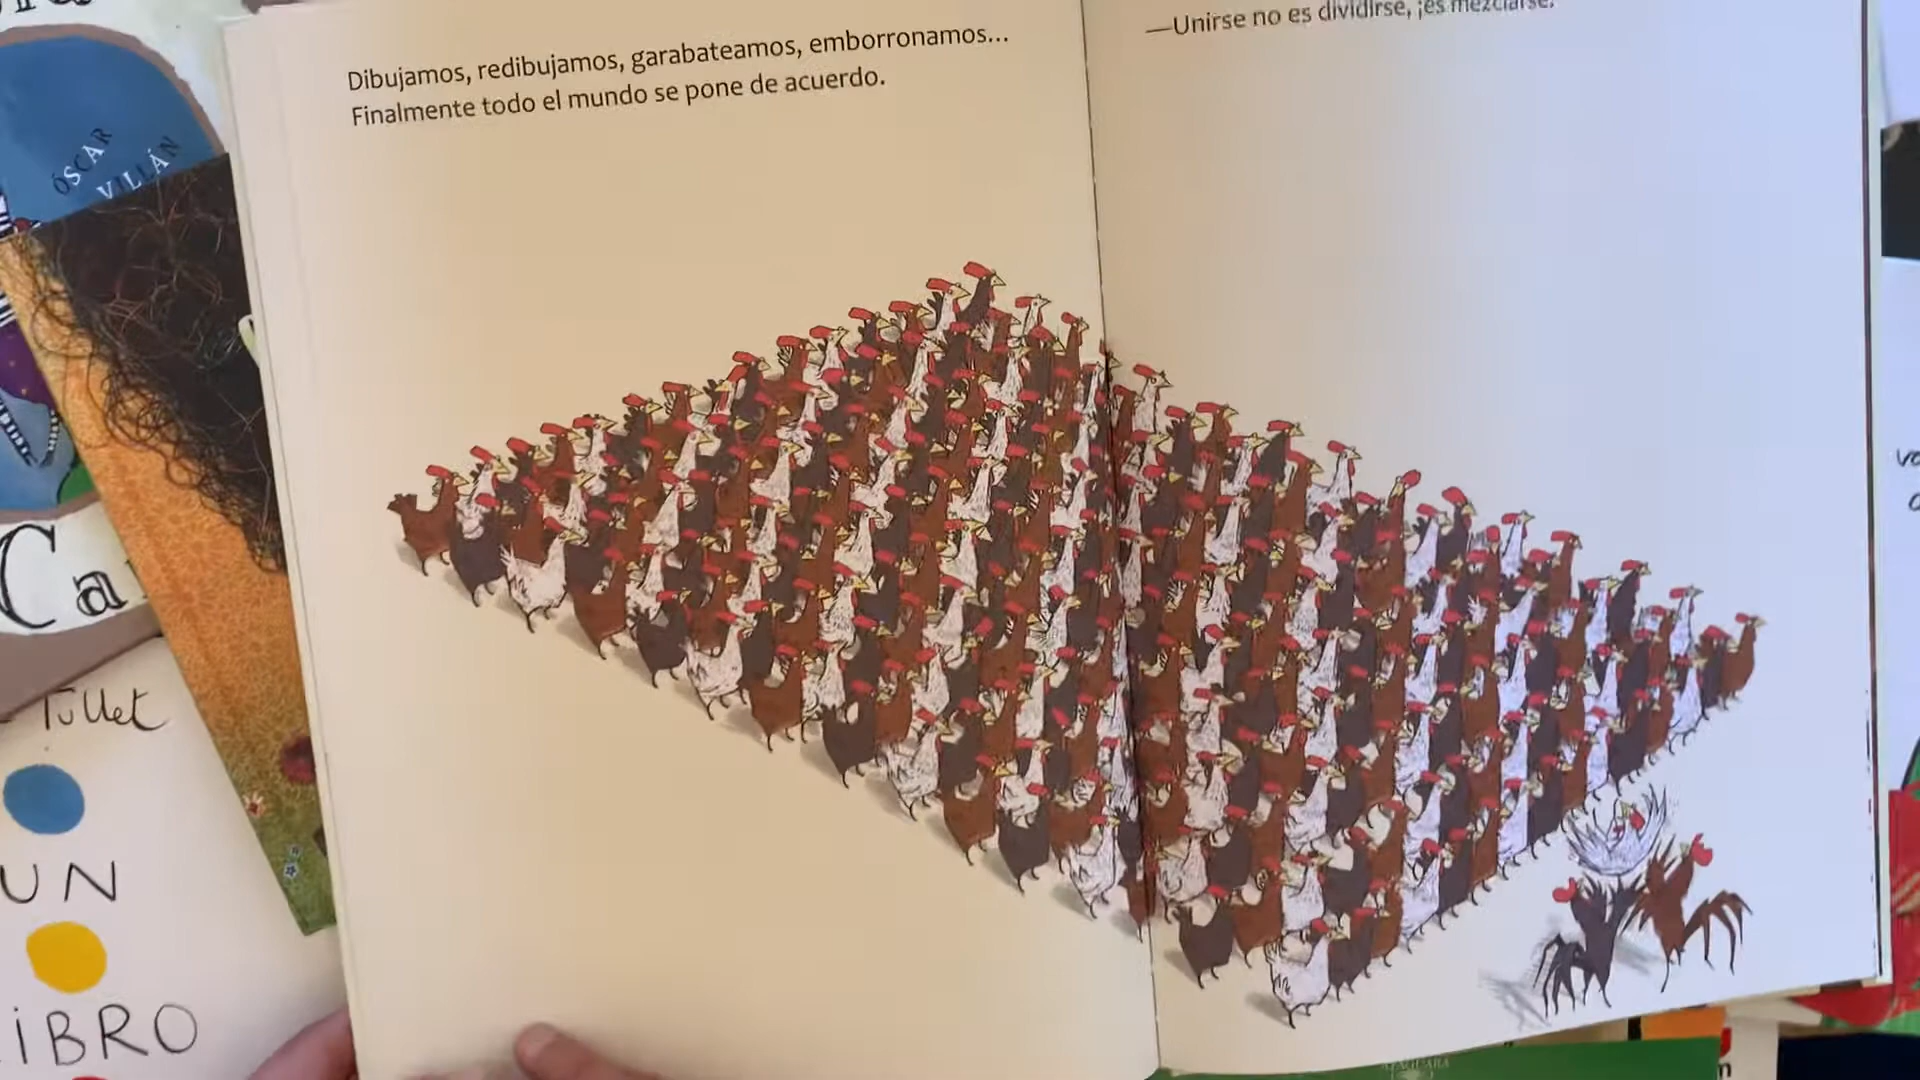 Dibujamos, redibujamos, garabateamos, emborronamos...
Finalmente todo el mundo se pone de acuerdo.
—Unirse no es dividirse, ¡es mezclarse.
ÓSCAR
VILLÁN
Ca
Tullet
UN
LiBRO